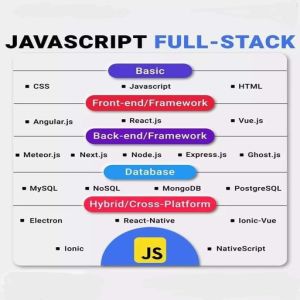 JAVASCRIPT FULL-STACK
Basic
CSS Javascript HTML
Front-end/Framework
Angular.js React.js Vue.js
Back-end/Framework
Meteor.js Next.js Node.js Express.js Ghost.js
Database
MySQL NoSQL MongoDB PostgreSQL
Hybrid/Cross-Platform
Electron React-Native Ionic-Vue
Ionic NativeScript
JS